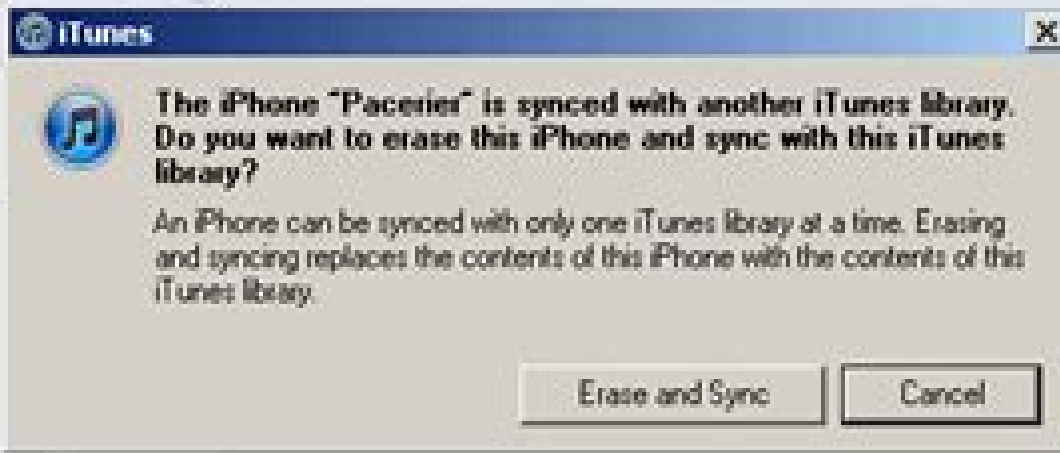 iTunes
The iPhone "Pacerier" is synced with another iTunes library.
Do you want to erase this iPhone and sync with this iTunes
library?
An iPhone can be synced with only one iTunes library at a time. Erasing
and syncing replaces the contents of this iPhone with the contents of this
iTunes library.
Erase and Sync
Cancel